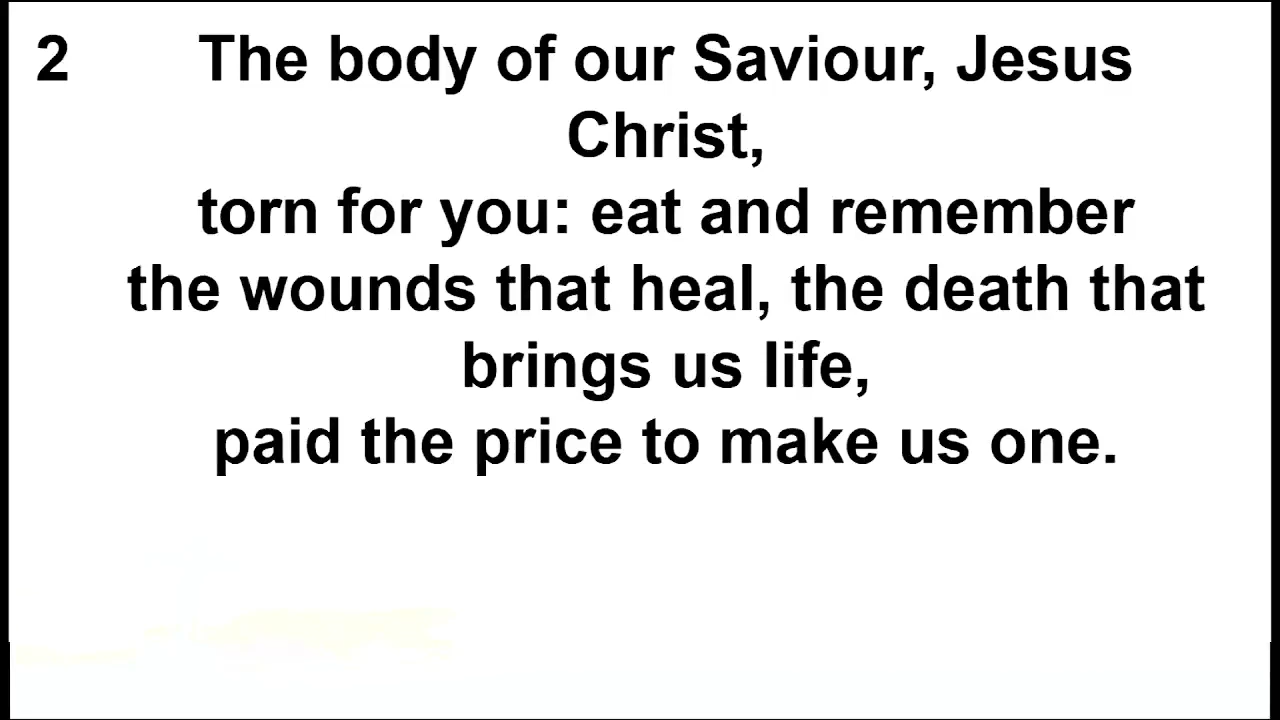 2 The body of our Saviour, Jesus
Christ,
torn for you: eat and remember
the wounds that heal, the death that
brings us life,
paid the price to make us one.